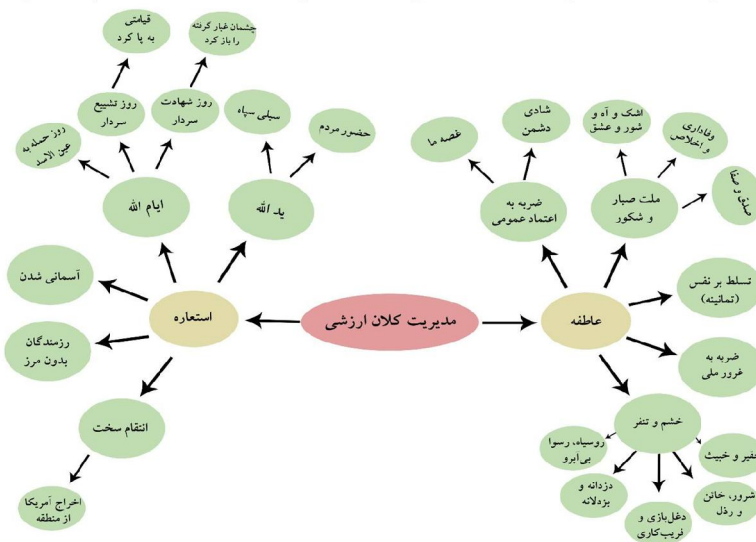 قیامتی
به پا کرد
چشمان غبار گرفته
را باز کرد
روز حمله به
عین الاسد
روز تشییع
سردار
روز شهادت
سردار
سیلی سپاه
حضور مردم
ایام الله
ید الله
آسمانی شدن
رزمندگان
بدون مرز
استعاره
انتقام سخت
اخراج آمریکا
از منطقه
مدیریت کلان ارزشی
غصه ما
شادی
دشمن
اشک و آه و
شور و عشق
وفاداری
و اخلاص
صدق و صفا
ضربه به
اعتماد عمومی
ملت صبار
و شکور
عاطفه
تسلط بر نفس
(تمانینه)
ضربه به
غرور ملی
خشم و تنفر
روسیاه، رسوا
بی‌آبرو
دزدانه و
بزدلانه
دغل‌بازی و
فریب‌کاری
شرور، خائن
و رذل
حقیر و خبیث